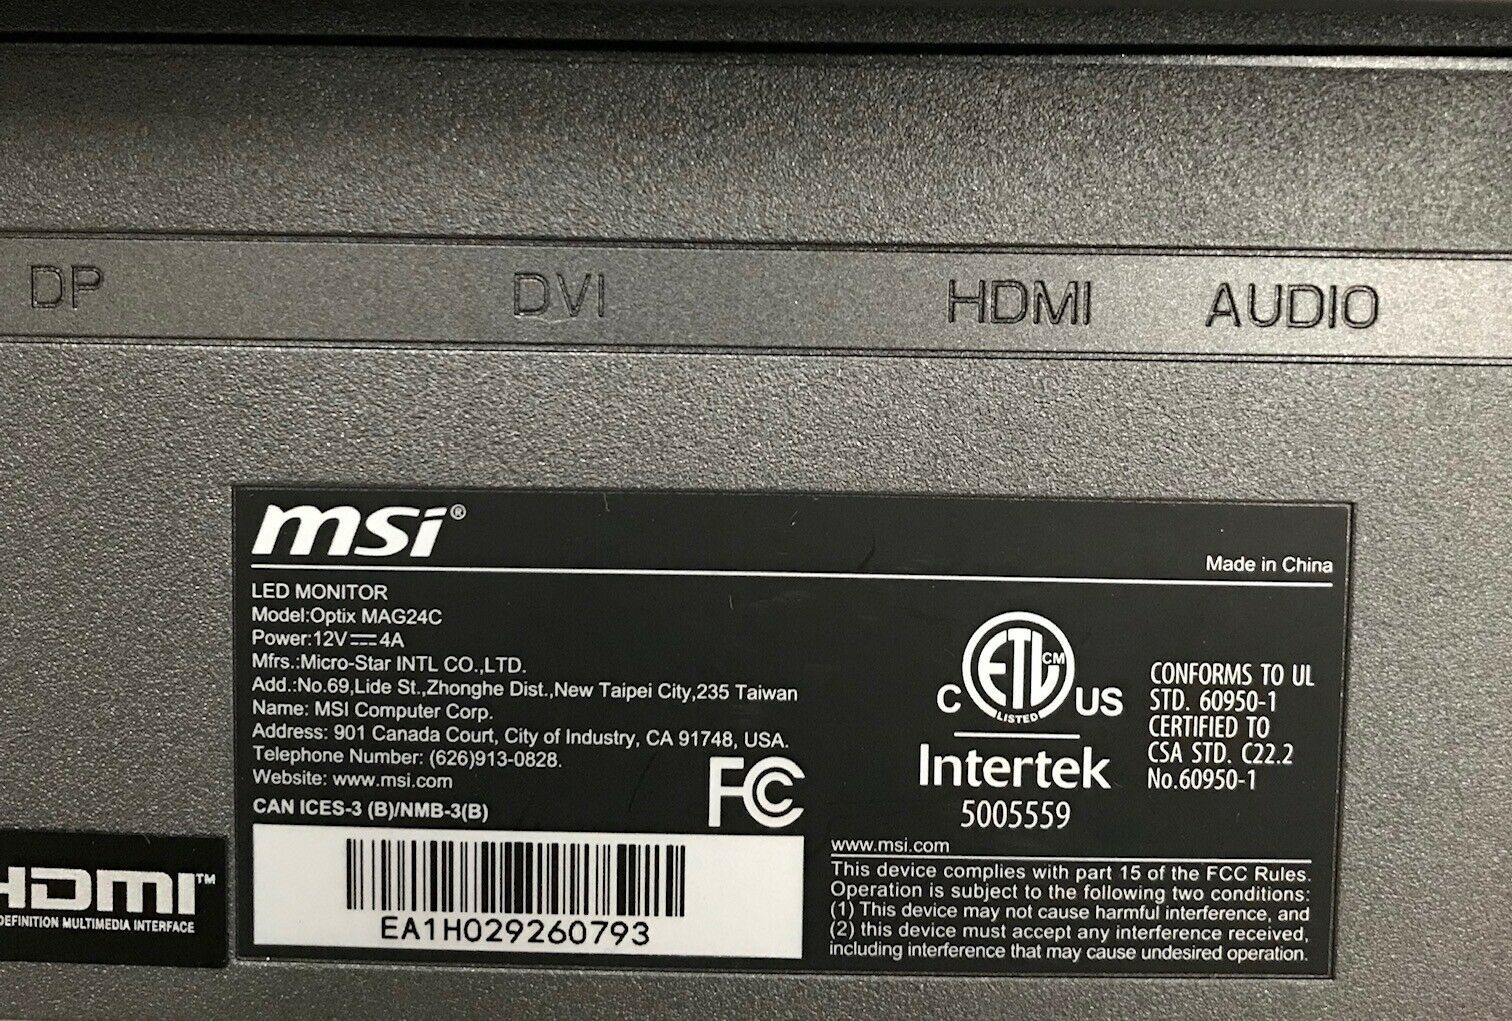 DP DVI HDMI AUDIO
msi®
Made in China
LED MONITOR
Model:Optix MAG24C
Power:12V⎓4A
Mfrs.:Micro-Star INTL CO.,LTD.
Add.:No.69,Lide St.,Zhonghe Dist.,New Taipei City,235 Taiwan
Name: MSI Computer Corp.
Address: 901 Canada Court, City of Industry, CA 91748, USA.
Telephone Number: (626)913-0828.
Website: www.msi.com
CAN ICES-3 (B)/NMB-3(B)
FC
EA1H029260793
C ETL CM US
LISTED
Intertek
5005559
CONFORMS TO UL
STD. 60950-1
CERTIFIED TO
CSA STD. C22.2
No.60950-1
www.msi.com
This device complies with part 15 of the FCC Rules.
Operation is subject to the following two conditions:
(1) This device may not cause harmful interference, and
(2) this device must accept any interference received,
including interference that may cause undesired operation.
HDMI™
DEFINITION MULTIMEDIA INTERFACE